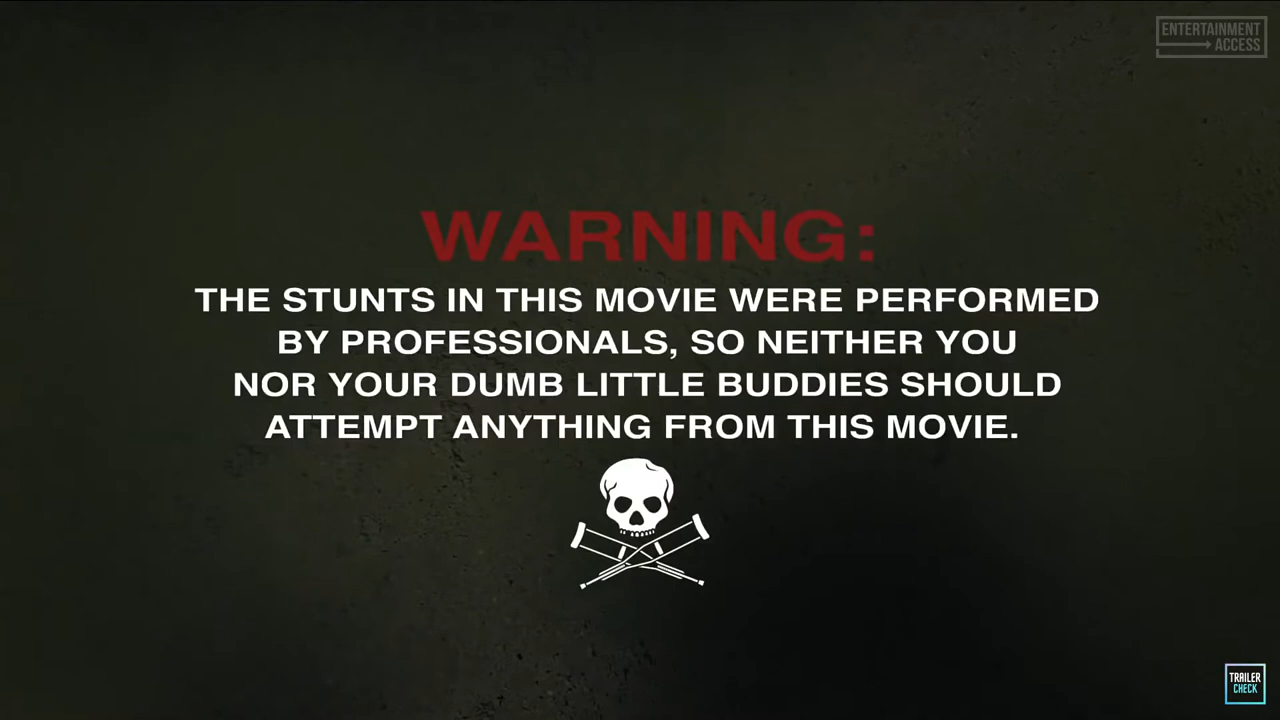 ENTERTAINMENT
ACCESS
WARNING:
THE STUNTS IN THIS MOVIE WERE PERFORMED
BY PROFESSIONALS, SO NEITHER YOU
NOR YOUR DUMB LITTLE BUDDIES SHOULD
ATTEMPT ANYTHING FROM THIS MOVIE.
TRAILER
CHECK